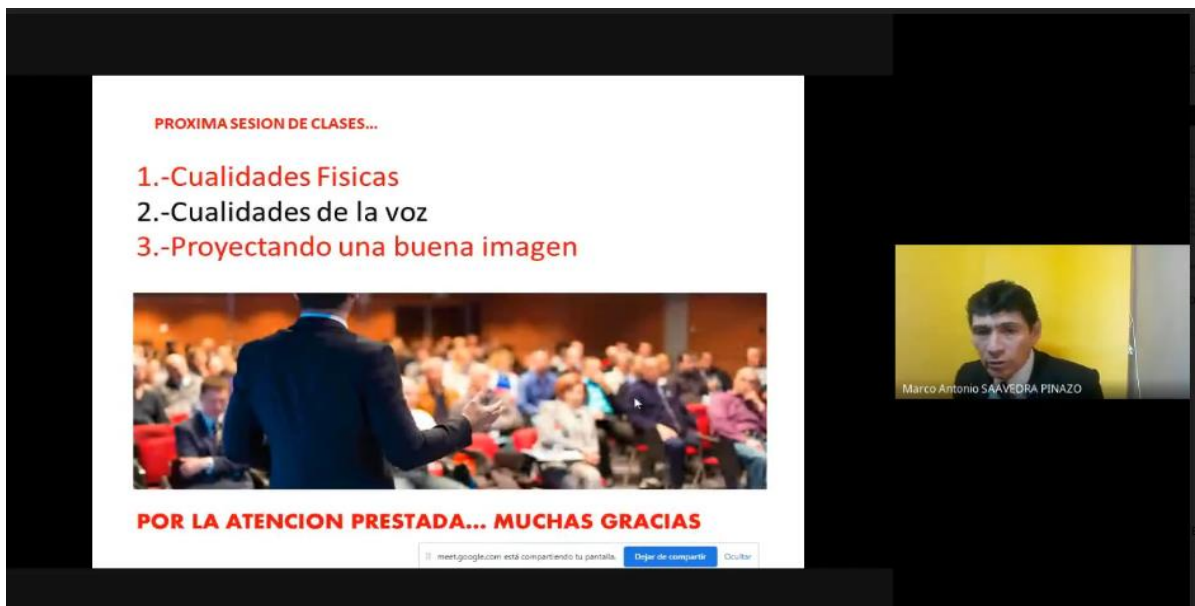 PROXIMA SESION DE CLASES...
1.-Cualidades Fisicas
2.-Cualidades de la voz
3.-Proyectando una buena imagen
POR LA ATENCION PRESTADA... MUCHAS GRACIAS
meet.google.com está compartiendo tu pantalla. Dejar de compartir Ocultar
Marco Antonio SAAVEDRA PINAZO